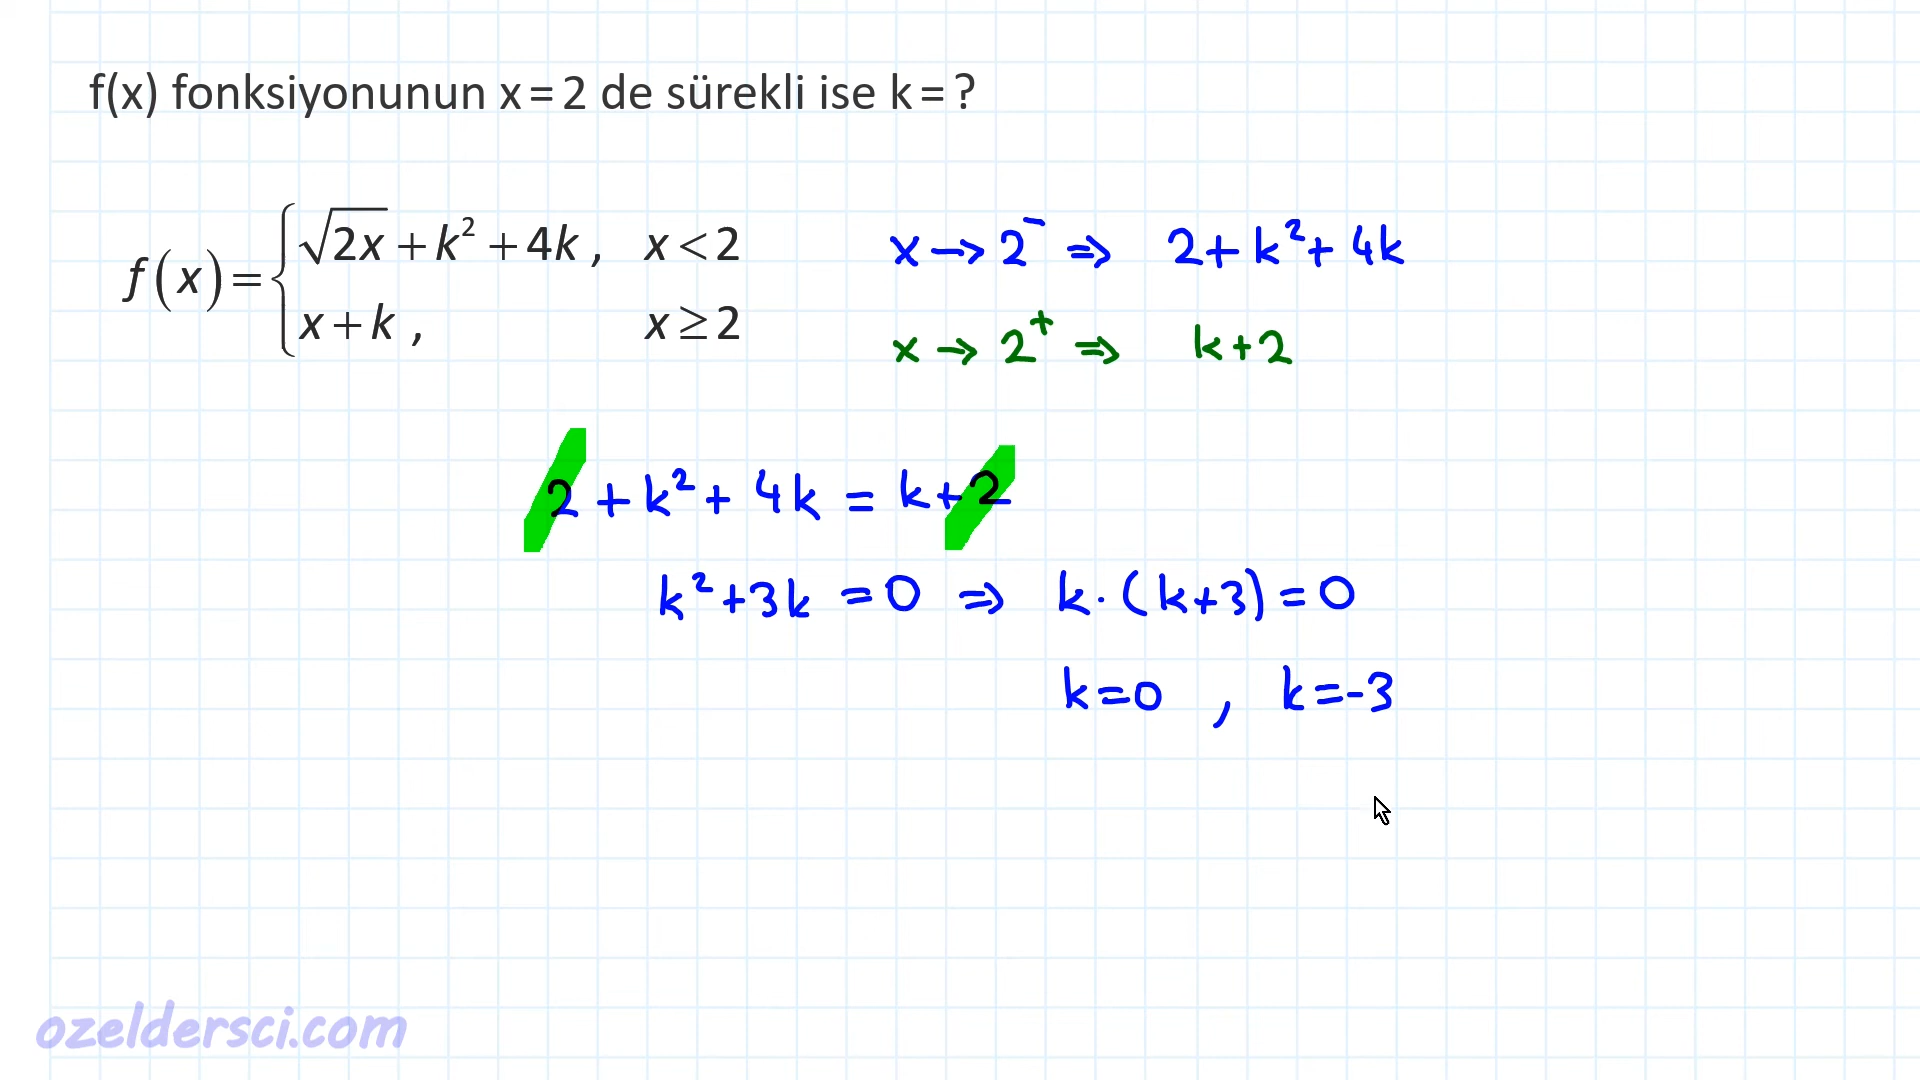 f(x) fonksiyonunun x = 2 de sürekli ise k = ?
f(x) = { √2x + k² + 4k , x < 2
x + k , x ≥ 2
x → 2⁻ ⇒ 2 + k² + 4k
x → 2⁺ ⇒ k + 2
2 + k² + 4k = k + 2
k² + 3k = 0 ⇒ k · (k + 3) = 0
k = 0 , k = -3
ozeldersci.com